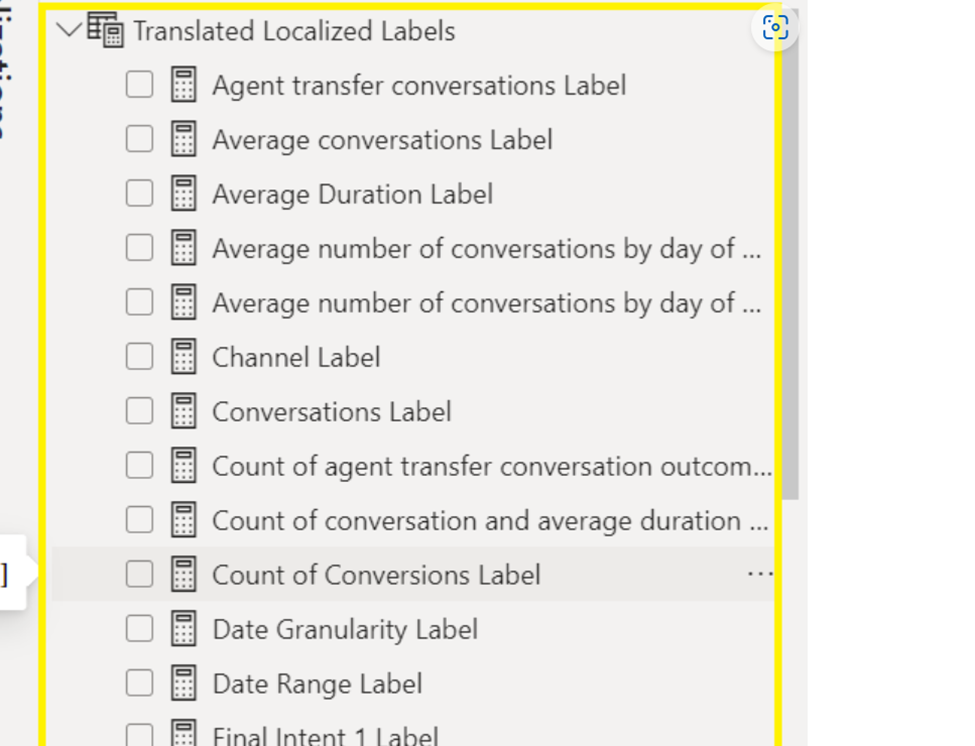 Translated Localized Labels
Agent transfer conversations Label
Average conversations Label
Average Duration Label
Average number of conversations by day of ...
Average number of conversations by day of ...
Channel Label
Conversations Label
Count of agent transfer conversation outcom...
Count of conversation and average duration ...
Count of Conversions Label
Date Granularity Label
Date Range Label
Final Intent 1 Label
]